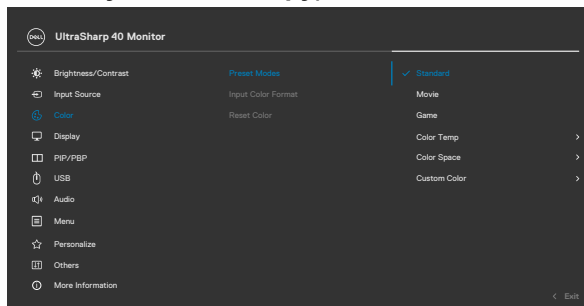 DELL UltraSharp 40 Monitor
Brightness/Contrast Preset Modes Standard
Input Source Input Color Format Movie
Color Reset Color Game
Display Color Temp
PIP/PBP Color Space
USB Custom Color
Audio
Menu
Personalize
Others
More Information
Exit